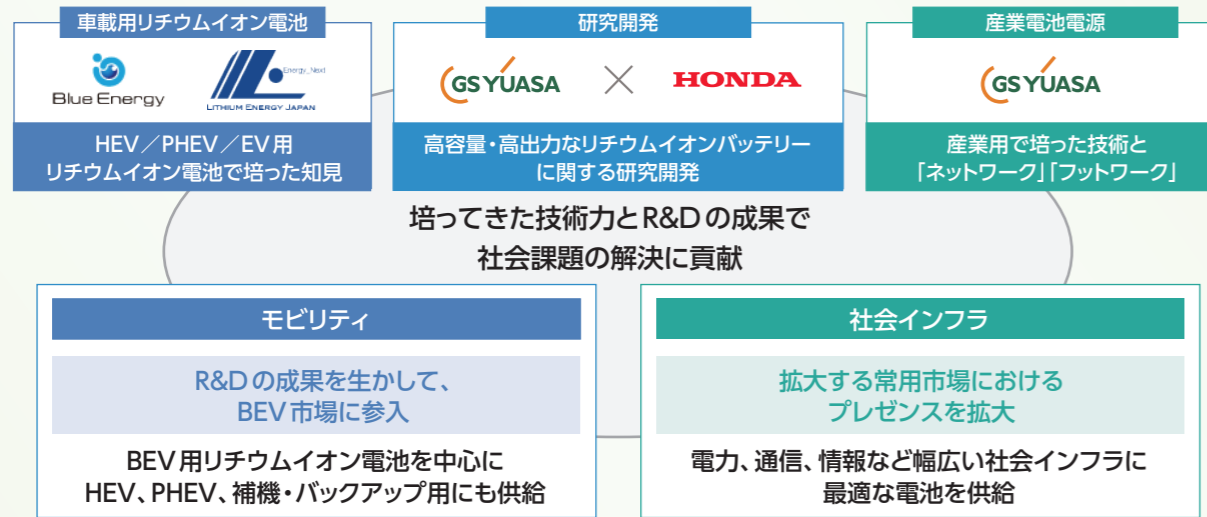 車載用リチウムイオン電池
Blue Energy
Energy_Next
LITHIUM ENERGY JAPAN
HEV／PHEV／EV用
リチウムイオン電池で培った知見
研究開発
GS YUASA
×
HONDA
高容量・高出力なリチウムイオンバッテリー
に関する研究開発
産業電池電源
GS YUASA
産業用で培った技術と
「ネットワーク」「フットワーク」
培ってきた技術力とR&Dの成果で
社会課題の解決に貢献
モビリティ
R&Dの成果を生かして、
BEV市場に参入
BEV用リチウムイオン電池を中心に
HEV、PHEV、補機・バックアップ用にも供給
社会インフラ
拡大する常用市場における
プレゼンスを拡大
電力、通信、情報など幅広い社会インフラに
最適な電池を供給